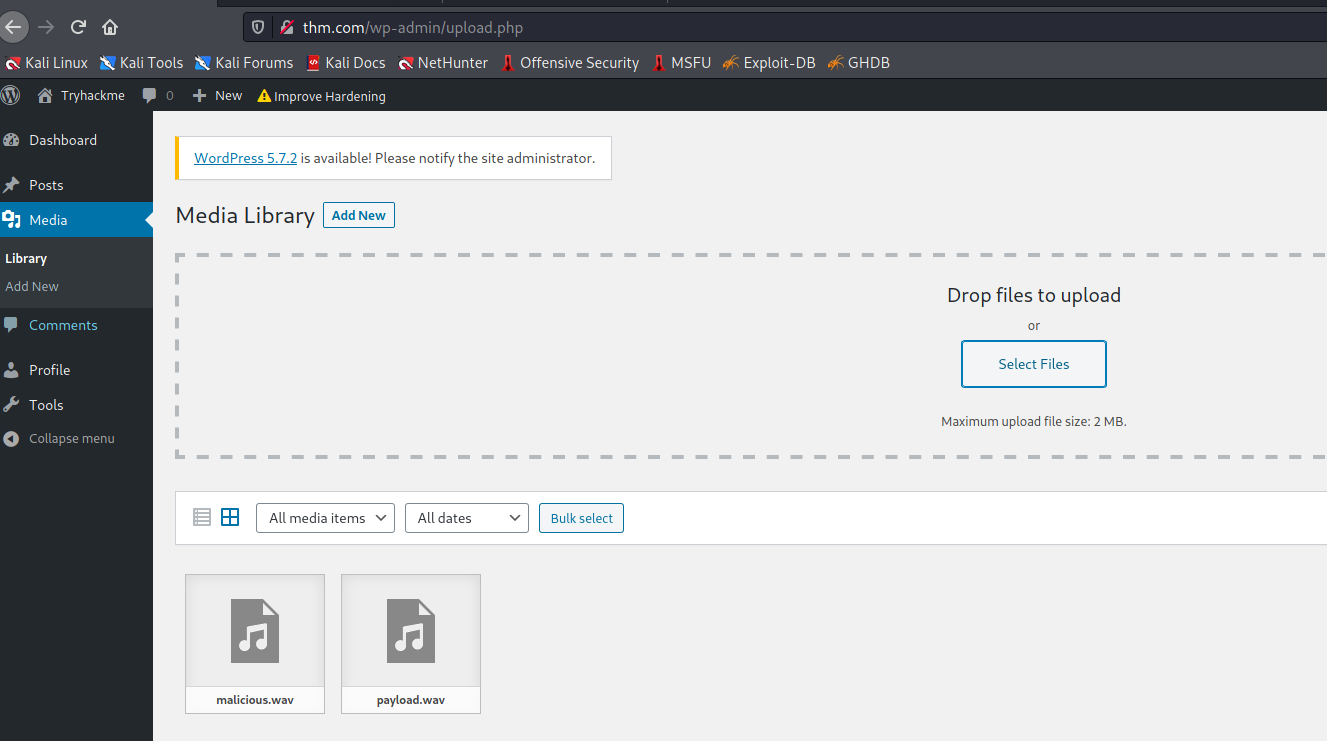 thm.com/wp-admin/upload.php
Kali Linux Kali Tools Kali Forums Kali Docs NetHunter Offensive Security MSFU Exploit-DB GHDB
Tryhackme 0 New Improve Hardening
Dashboard
Posts
Media
Library
Add New
Comments
Profile
Tools
Collapse menu
WordPress 5.7.2 is available! Please notify the site administrator.
Media Library Add New
Drop files to upload
or
Select Files
Maximum upload file size: 2 MB.
All media items All dates Bulk select
malicious.wav payload.wav